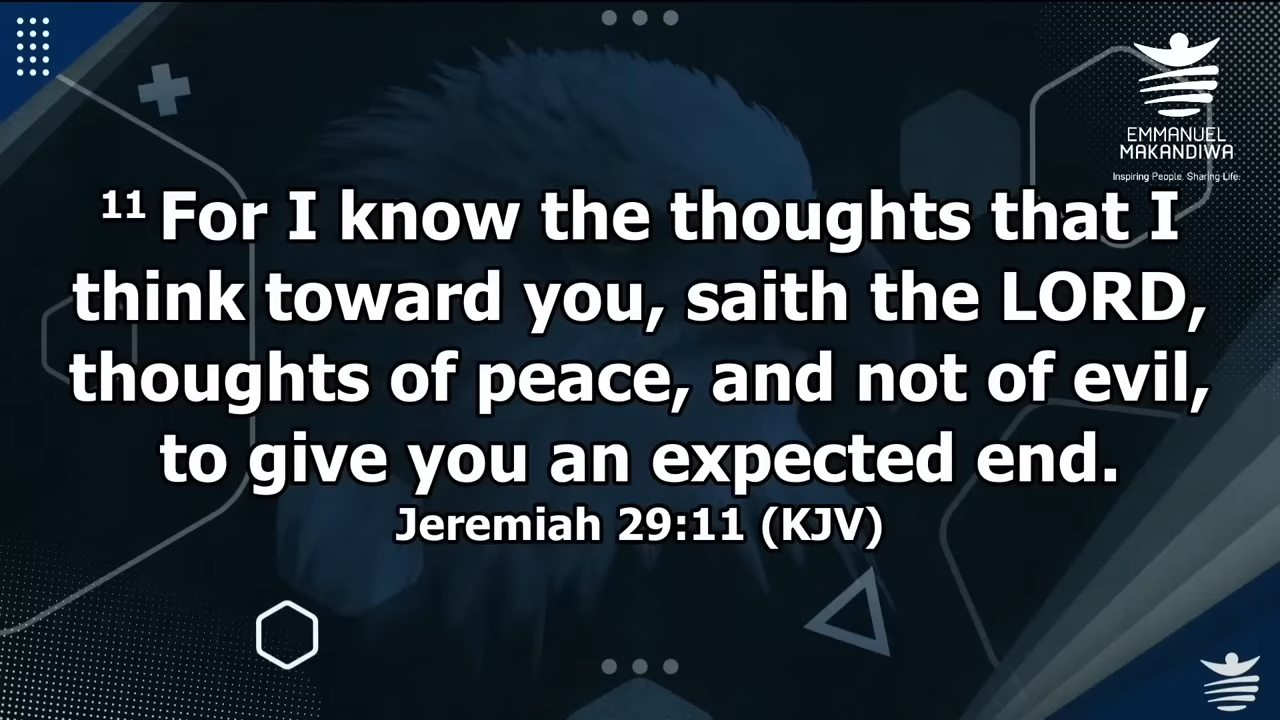 EMMANUEL
MAKANDIWA
Inspiring People. Sharing Life.
11 For I know the thoughts that I
think toward you, saith the LORD,
thoughts of peace, and not of evil,
to give you an expected end.
Jeremiah 29:11 (KJV)